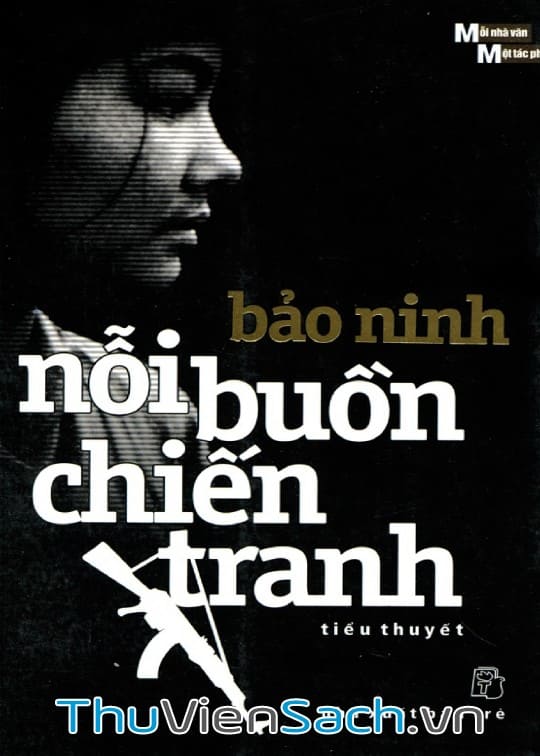 Mỗi nhà văn
Một tác ph
bảo ninh
nỗi buồn
chiến
tranh
tiểu thuyết
ThuVienSach.vn